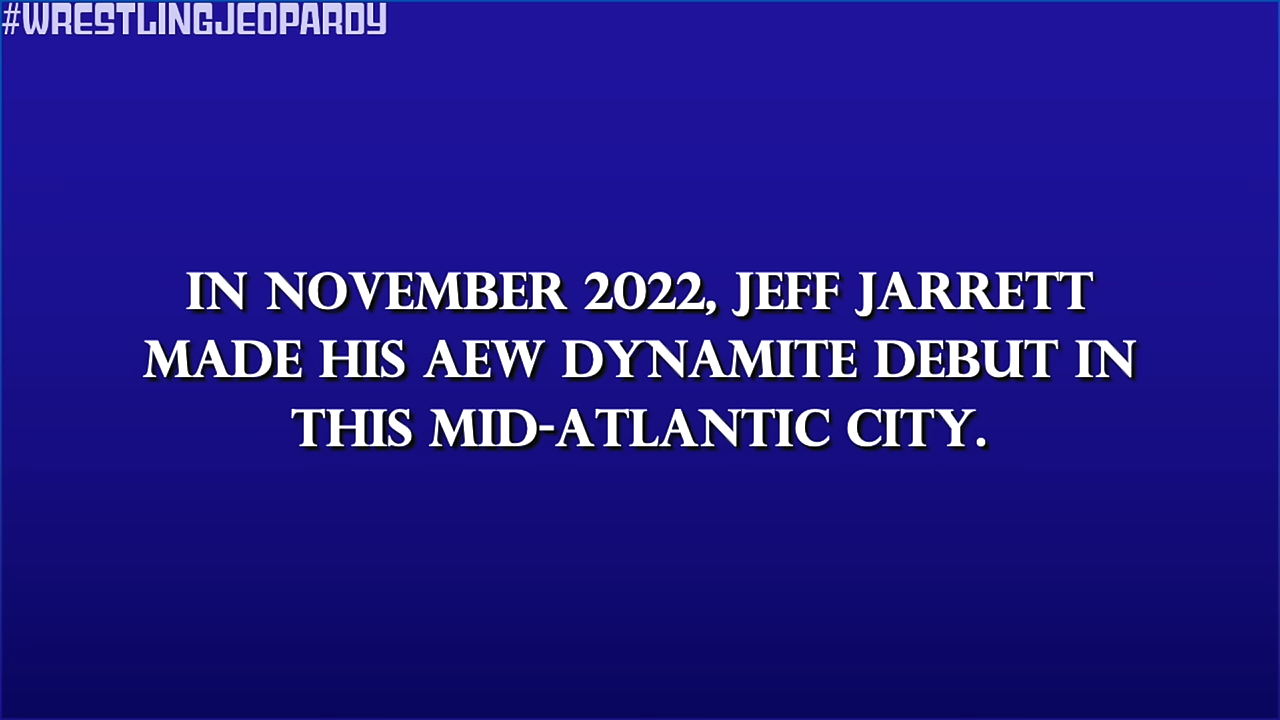 #WRESTLINGJEOPARDY
IN NOVEMBER 2022, JEFF JARRETT
MADE HIS AEW DYNAMITE DEBUT IN
THIS MID-ATLANTIC CITY.